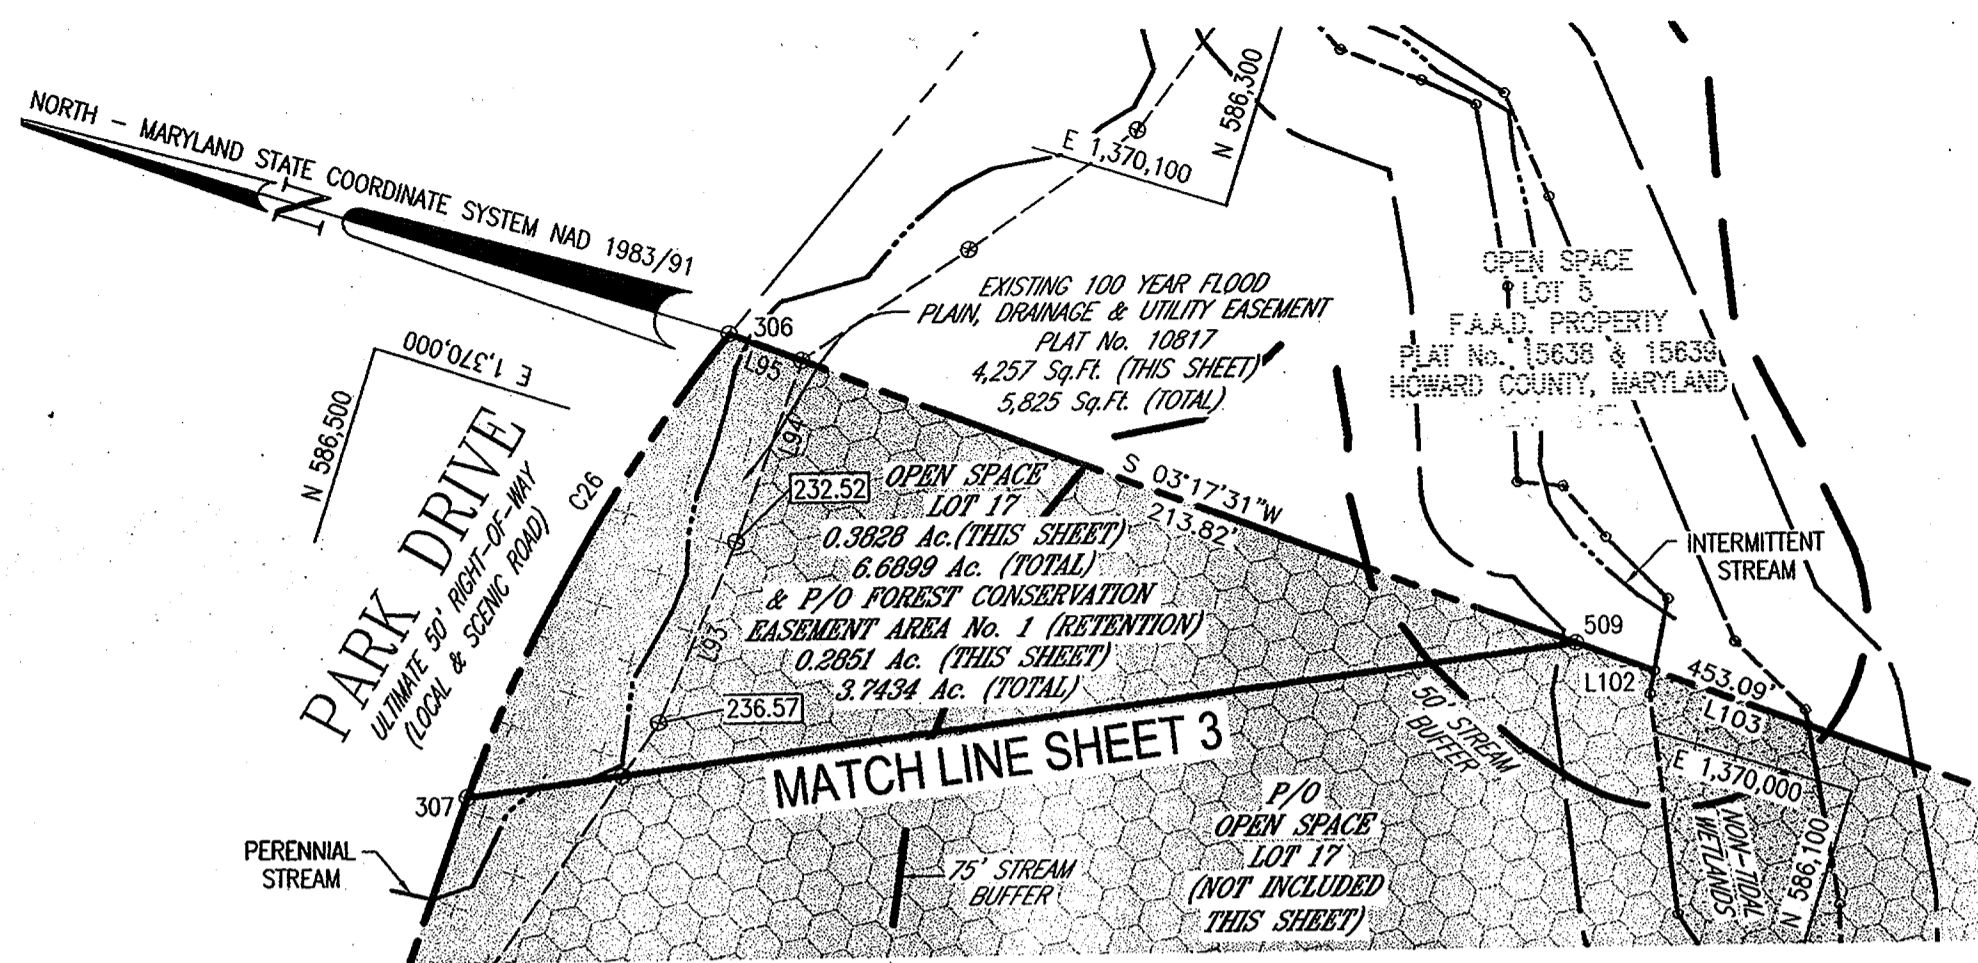 NORTH - MARYLAND STATE COORDINATE SYSTEM NAD 1983/91
E 1,370,100
N 586,300
OPEN SPACE
LOT 5
F.A.A.D. PROPERTY
PLAT No. 15638 & 15639
HOWARD COUNTY, MARYLAND
306
L95
EXISTING 100 YEAR FLOOD
PLAIN, DRAINAGE & UTILITY EASEMENT
PLAT No. 10817
4,257 Sq.Ft. (THIS SHEET)
5,825 Sq.Ft. (TOTAL)
E 1,370,000
N 586,500
PARK DRIVE
ULTIMATE 50' RIGHT-OF-WAY
(LOCAL & SCENIC ROAD)
C26
L94
232.52
OPEN SPACE
LOT 17
0.3828 Ac.(THIS SHEET)
6.6899 Ac. (TOTAL)
& P/O FOREST CONSERVATION
EASEMENT AREA No. 1 (RETENTION)
0.2851 Ac. (THIS SHEET)
3.7434 Ac. (TOTAL)
S 03°17'31"W
213.82'
INTERMITTENT
STREAM
L93
236.57
509
L102
453.09'
L103
50' STREAM
BUFFER
MATCH LINE SHEET 3
307
PERENNIAL
STREAM
75' STREAM
BUFFER
P/O
OPEN SPACE
LOT 17
(NOT INCLUDED
THIS SHEET)
E 1,370,000
NON-TIDAL
WETLANDS
N 586,100